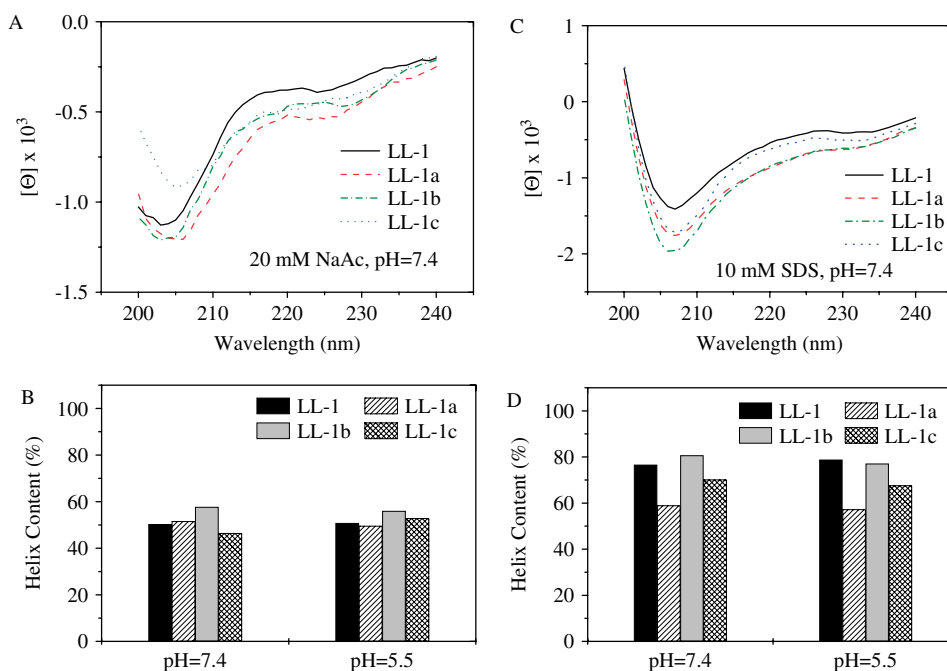 A
0.0
-0.5
-1.0
-1.5
[Θ] x 10³
LL-1
LL-1a
LL-1b
LL-1c
20 mM NaAc, pH=7.4
200 210 220 230 240
Wavelength (nm)
C
1
0
-1
-2
[Θ] x 10³
LL-1
LL-1a
LL-1b
LL-1c
10 mM SDS, pH=7.4
200 210 220 230 240
Wavelength (nm)
B
100
80
60
40
20
0
Helix Content (%)
LL-1 LL-1a
LL-1b LL-1c
pH=7.4 pH=5.5
D
100
80
60
40
20
0
Helix Content (%)
LL-1 LL-1a
LL-1b LL-1c
pH=7.4 pH=5.5